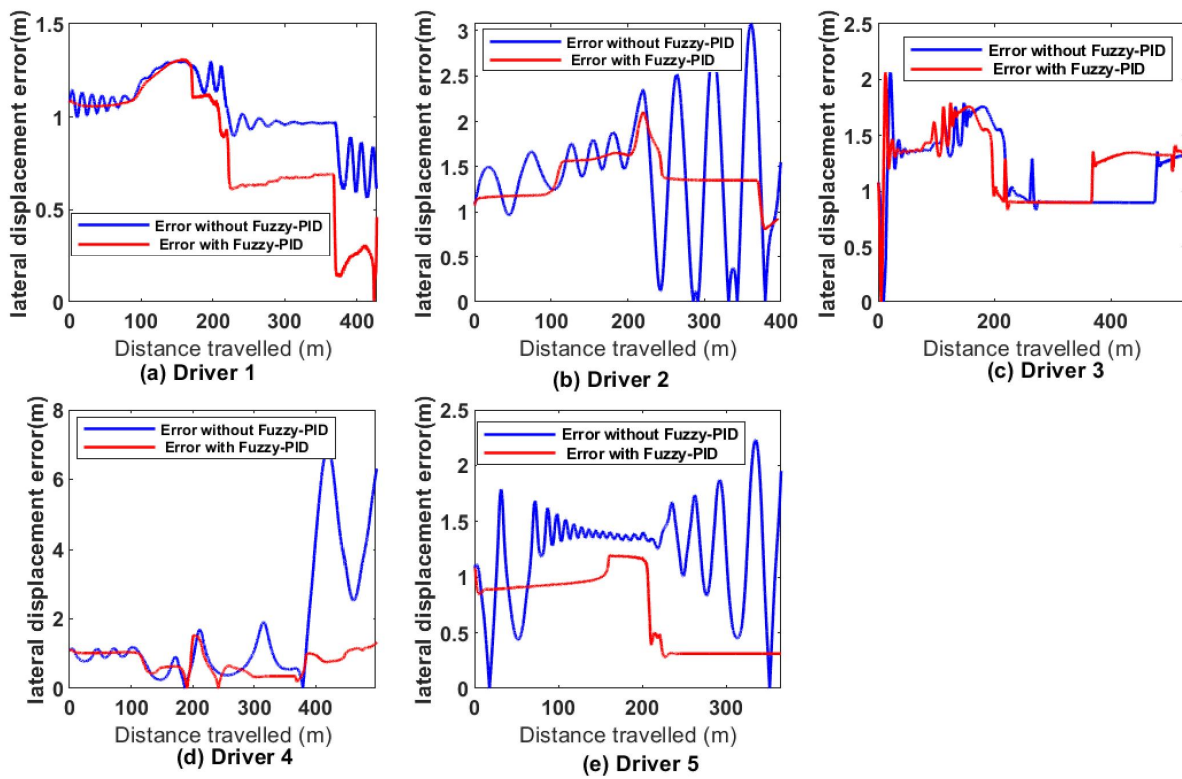 lateral displacement error(m)
1.5
1
0.5
0
Error without Fuzzy-PID
Error with Fuzzy-PID
0 100 200 300 400
Distance travelled (m)
(a) Driver 1
lateral displacement error(m)
3
2.5
2
1.5
1
0.5
0
Error without Fuzzy-PID
Error with Fuzzy-PID
0 100 200 300 400
Distance travelled (m)
(b) Driver 2
lateral displacement error(m)
2.5
2
1.5
1
0.5
0
Error without Fuzzy-PID
Error with Fuzzy-PID
0 200 400
Distance travelled (m)
(c) Driver 3
lateral displacement error(m)
8
6
4
2
0
Error without Fuzzy-PID
Error with Fuzzy-PID
0 100 200 300 400
Distance travelled (m)
(d) Driver 4
lateral displacement error(m)
2.5
2
1.5
1
0.5
0
Error without Fuzzy-PID
Error with Fuzzy-PID
0 100 200 300
Distance travelled (m)
(e) Driver 5